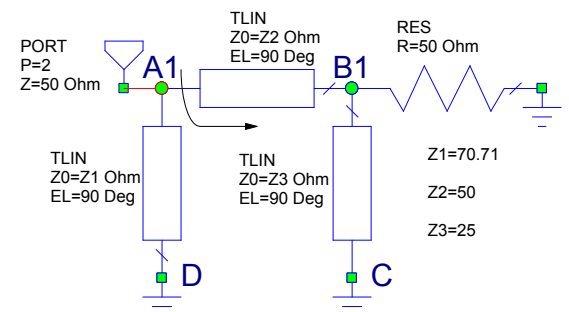 PORT
P=2
Z=50 Ohm
A1
TLIN
Z0=Z2 Ohm
EL=90 Deg
B1
RES
R=50 Ohm
TLIN
Z0=Z1 Ohm
EL=90 Deg
TLIN
Z0=Z3 Ohm
EL=90 Deg
Z1=70.71
Z2=50
Z3=25
D
C